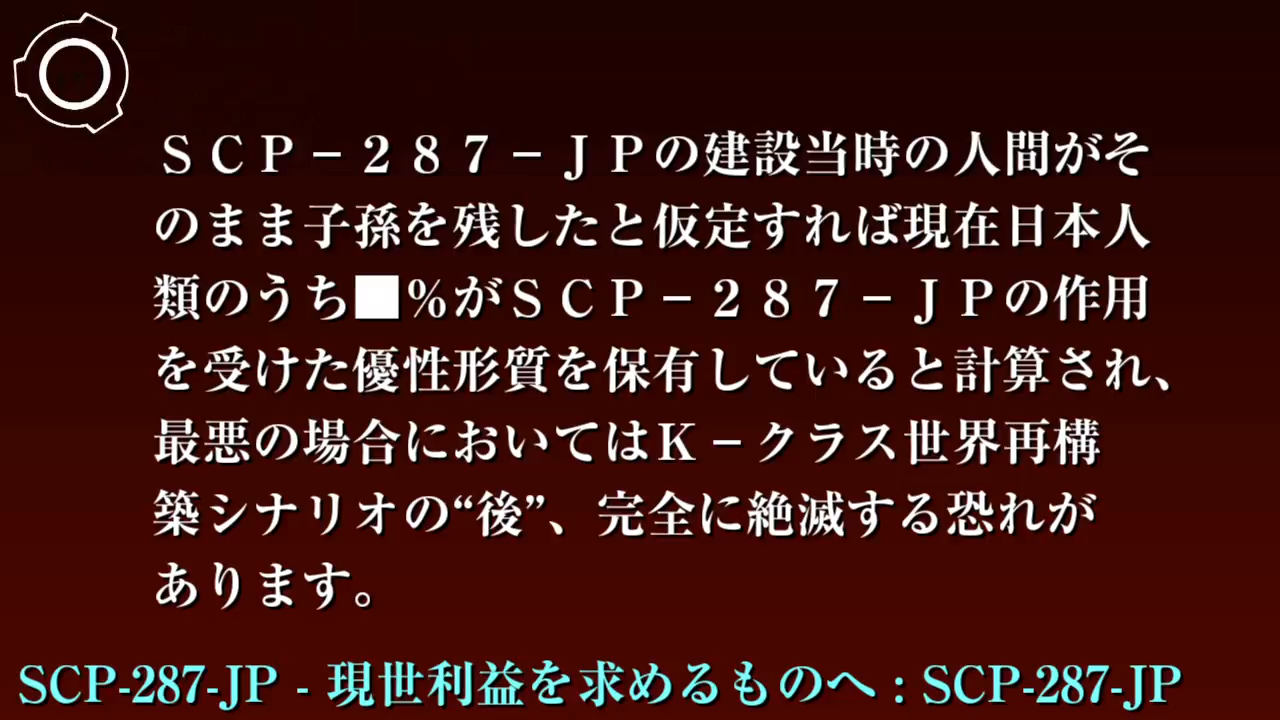 ＳＣＰ－２８７－ＪＰの建設当時の人間がそ
のまま子孫を残したと仮定すれば現在日本人
類のうち■％がＳＣＰ－２８７－ＪＰの作用
を受けた優性形質を保有していると計算され、
最悪の場合においてはＫ－クラス世界再構
築シナリオの“後”、完全に絶滅する恐れが
あります。
SCP-287-JP - 現世利益を求めるものへ : SCP-287-JP